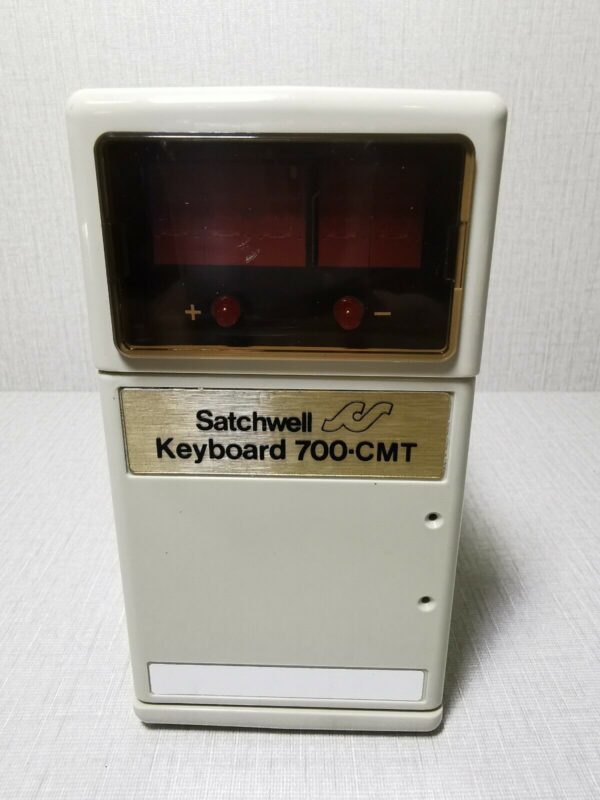 + −
Satchwell
Keyboard 700-CMT